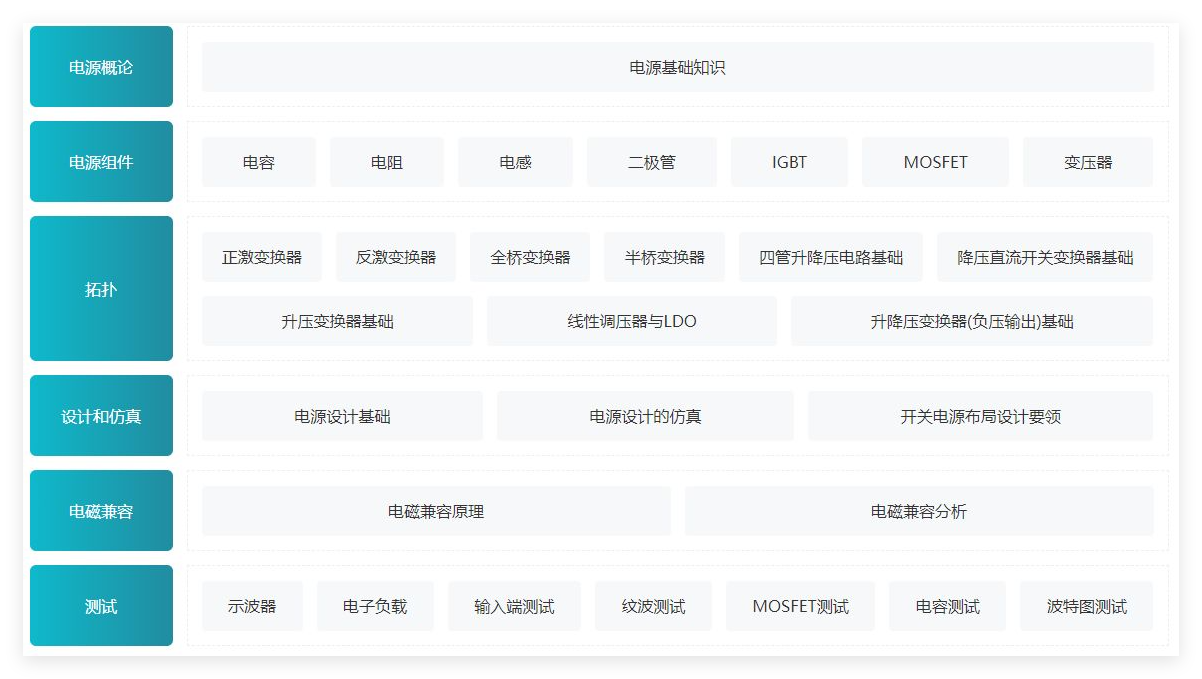 电源概论
电源基础知识
电源组件
电容
电阻
电感
二极管
IGBT
MOSFET
变压器
拓扑
正激变换器
反激变换器
全桥变换器
半桥变换器
四管升降压电路基础
降压直流开关变换器基础
升压变换器基础
线性调压器与LDO
升降压变换器(负压输出)基础
设计和仿真
电源设计基础
电源设计的仿真
开关电源布局设计要领
电磁兼容
电磁兼容原理
电磁兼容分析
测试
示波器
电子负载
输入端测试
纹波测试
MOSFET测试
电容测试
波特图测试